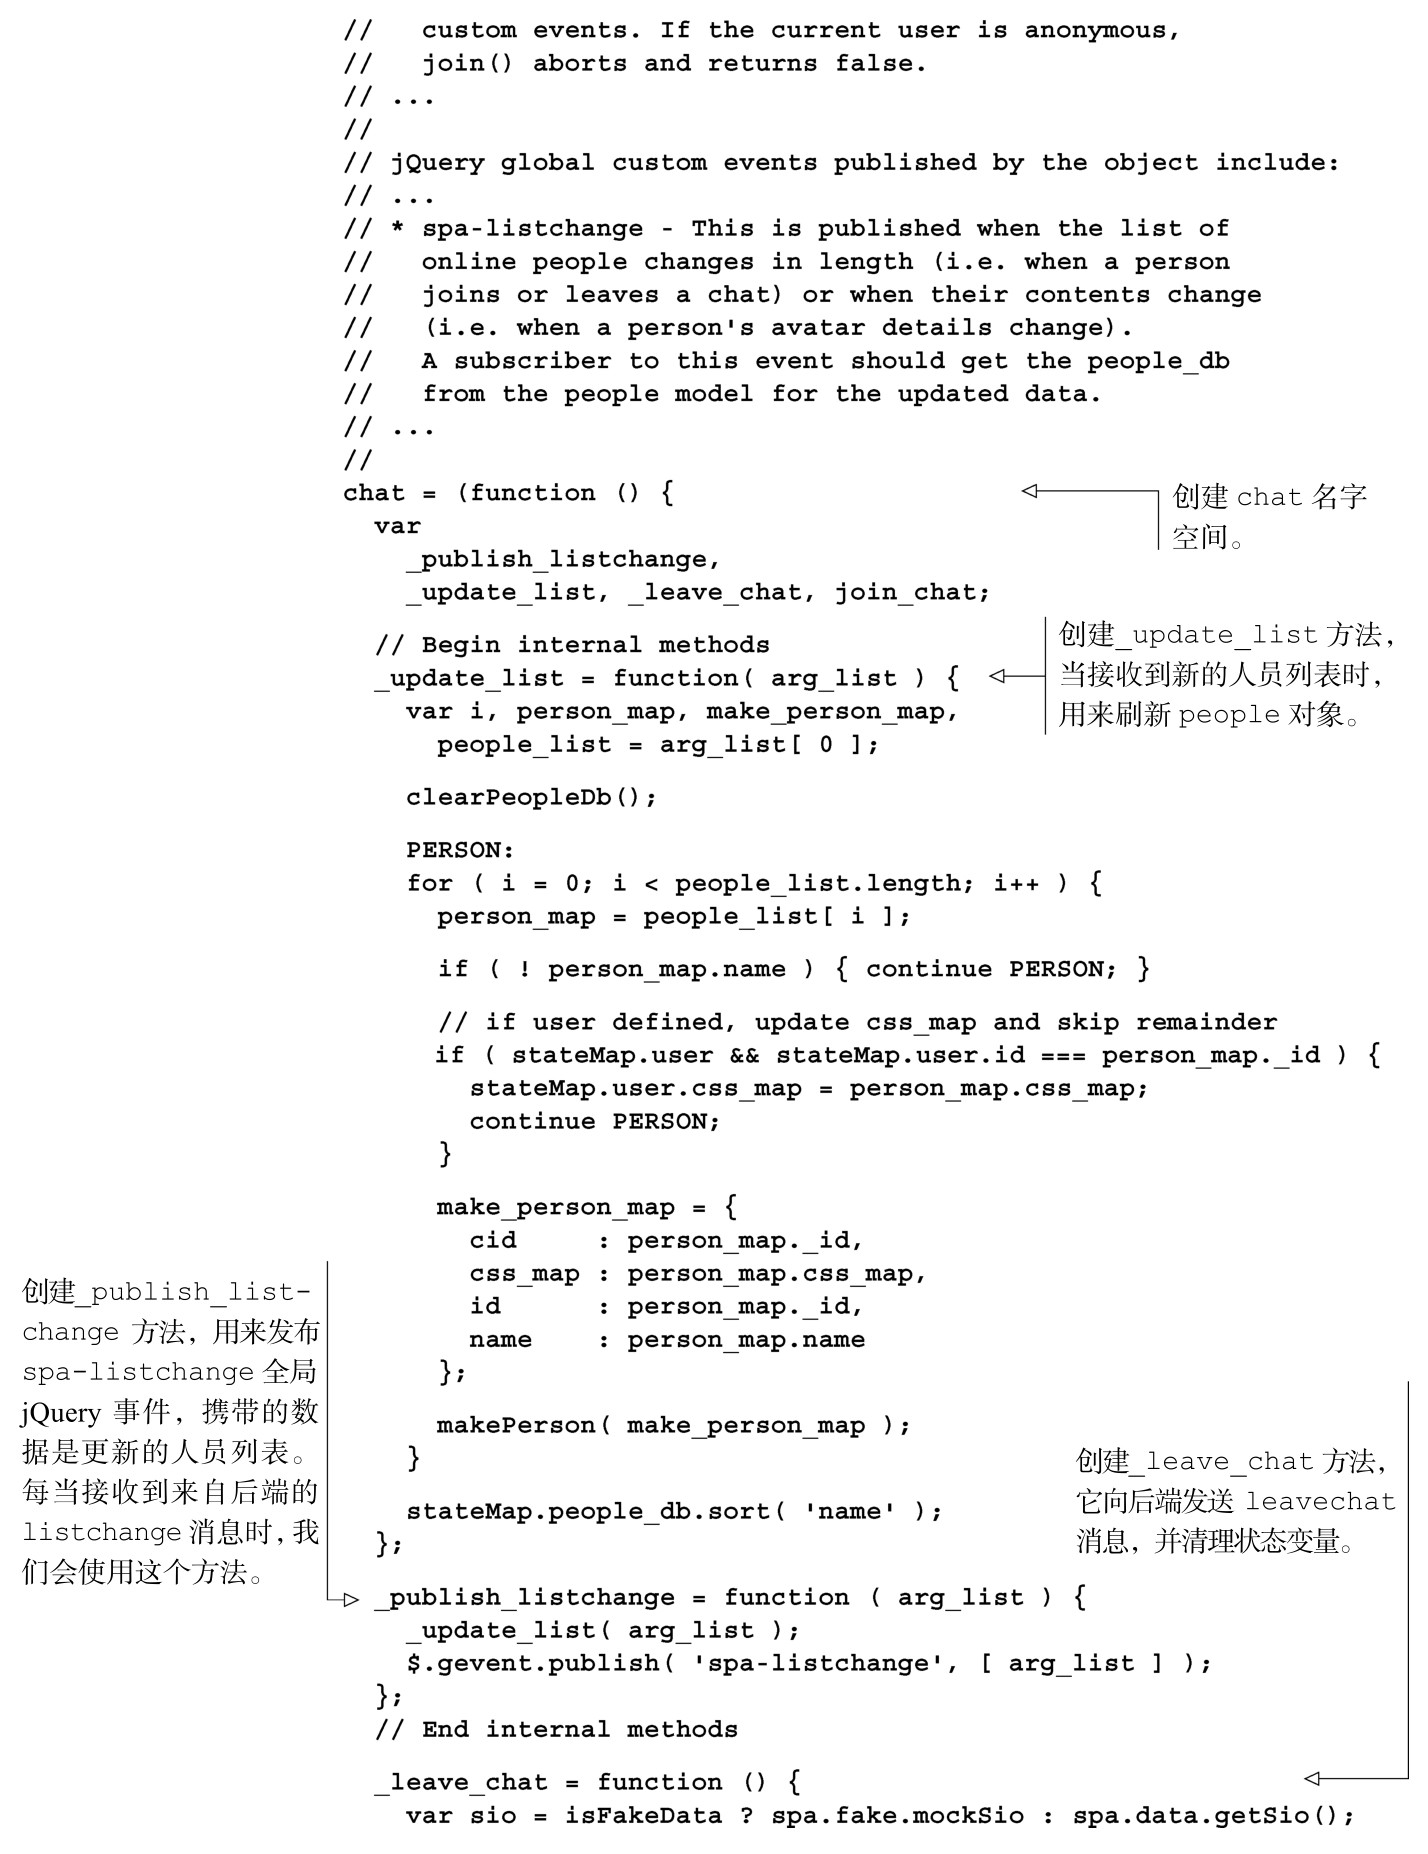 //   custom events. If the current user is anonymous,
//   join() aborts and returns false.
// ...
//
// jQuery global custom events published by the object include:
// ...
// * spa-listchange - This is published when the list of
//   online people changes in length (i.e. when a person
//   joins or leaves a chat) or when their contents change
//   (i.e. when a person's avatar details change).
//   A subscriber to this event should get the people_db
//   from the people model for the updated data.
// ...
//
chat = (function () {
创建 chat 名字
空间。
  var
    _publish_listchange,
    _update_list, _leave_chat, join_chat;
  // Begin internal methods
  _update_list = function( arg_list ) {
创建_update_list 方法,
当接收到新的人员列表时,
用来刷新 people 对象。
    var i, person_map, make_person_map,
      people_list = arg_list[ 0 ];
    clearPeopleDb();
    PERSON:
    for ( i = 0; i < people_list.length; i++ ) {
      person_map = people_list[ i ];
      if ( ! person_map.name ) { continue PERSON; }
      // if user defined, update css_map and skip remainder
      if ( stateMap.user && stateMap.user.id === person_map._id ) {
        stateMap.user.css_map = person_map.css_map;
        continue PERSON;
      }
      make_person_map = {
        cid     : person_map._id,
        css_map : person_map.css_map,
        id      : person_map._id,
        name    : person_map.name
      };
      makePerson( make_person_map );
    }
    stateMap.people_db.sort( 'name' );
  };
创建_publish_list-
change 方法, 用来发布
spa-listchange 全局
jQuery 事件, 携带的数
据是更新的人员列表。
每当接收到来自后端的
listchange 消息时, 我
们会使用这个方法。
  _publish_listchange = function ( arg_list ) {
    _update_list( arg_list );
    $.gevent.publish( 'spa-listchange', [ arg_list ] );
  };
  // End internal methods
创建_leave_chat 方法,
它向后端发送 leavechat
消息, 并清理状态变量。
  _leave_chat = function () {
    var sio = isFakeData ? spa.fake.mockSio : spa.data.getSio();